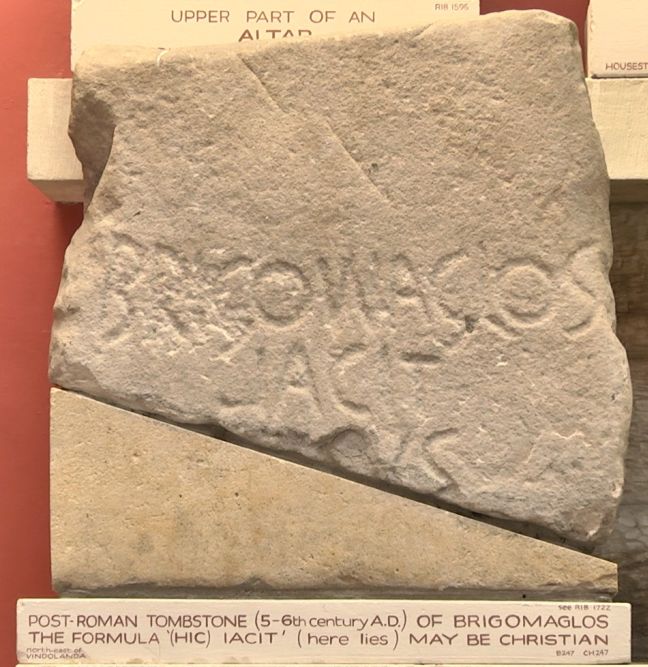 UPPER PART OF AN
RIB 1596
ALTAR
HOUSEST
BRIGOMAGLOS
IACIT
POST-ROMAN TOMBSTONE (5-6th century A.D.) OF BRIGOMAGLOS
see RIB 1722
THE FORMULA '(HIC) IACIT' (here lies) MAY BE CHRISTIAN
north-east of
VINDOLANDA
B247 CH247